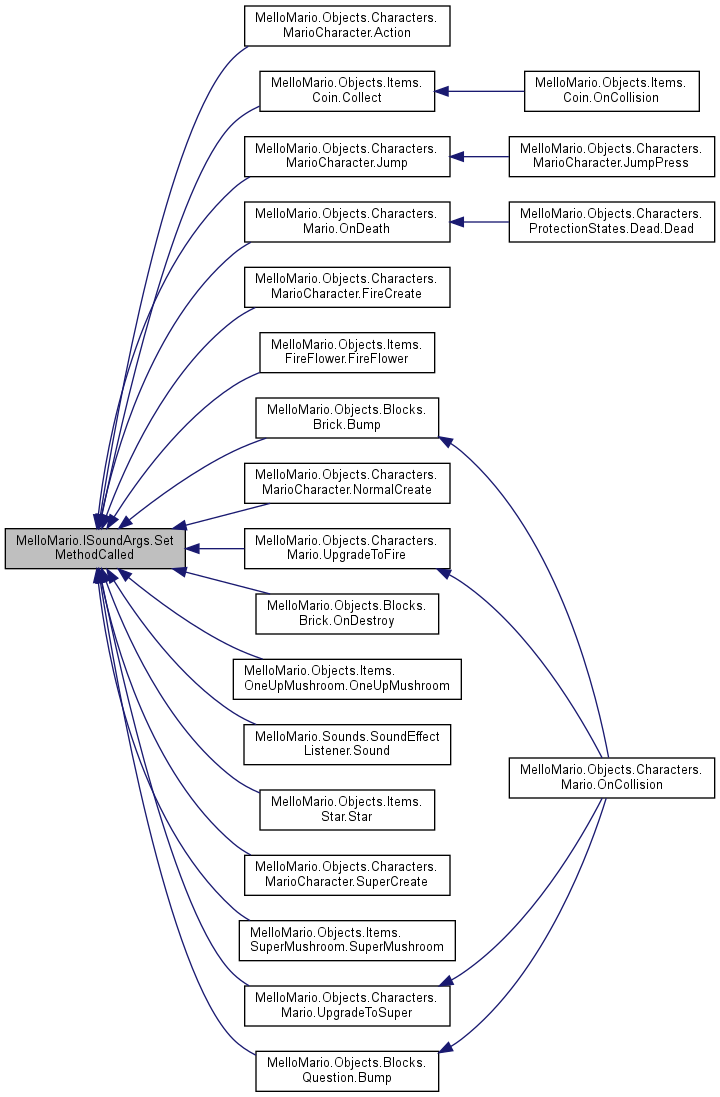 MelloMario.Objects.Characters.
MarioCharacter.Action
MelloMario.Objects.Items.
Coin.Collect
MelloMario.Objects.Items.
Coin.OnCollision
MelloMario.Objects.Characters.
MarioCharacter.Jump
MelloMario.Objects.Characters.
MarioCharacter.JumpPress
MelloMario.Objects.Characters.
Mario.OnDeath
MelloMario.Objects.Characters.
ProtectionStates.Dead.Dead
MelloMario.Objects.Characters.
MarioCharacter.FireCreate
MelloMario.Objects.Items.
FireFlower.FireFlower
MelloMario.Objects.Blocks.
Brick.Bump
MelloMario.Objects.Characters.
MarioCharacter.NormalCreate
MelloMario.ISoundArgs.Set
MethodCalled
MelloMario.Objects.Characters.
Mario.UpgradeToFire
MelloMario.Objects.Blocks.
Brick.OnDestroy
MelloMario.Objects.Items.
OneUpMushroom.OneUpMushroom
MelloMario.Sounds.SoundEffect
Listener.Sound
MelloMario.Objects.Characters.
Mario.OnCollision
MelloMario.Objects.Items.
Star.Star
MelloMario.Objects.Characters.
MarioCharacter.SuperCreate
MelloMario.Objects.Items.
SuperMushroom.SuperMushroom
MelloMario.Objects.Characters.
Mario.UpgradeToSuper
MelloMario.Objects.Blocks.
Question.Bump